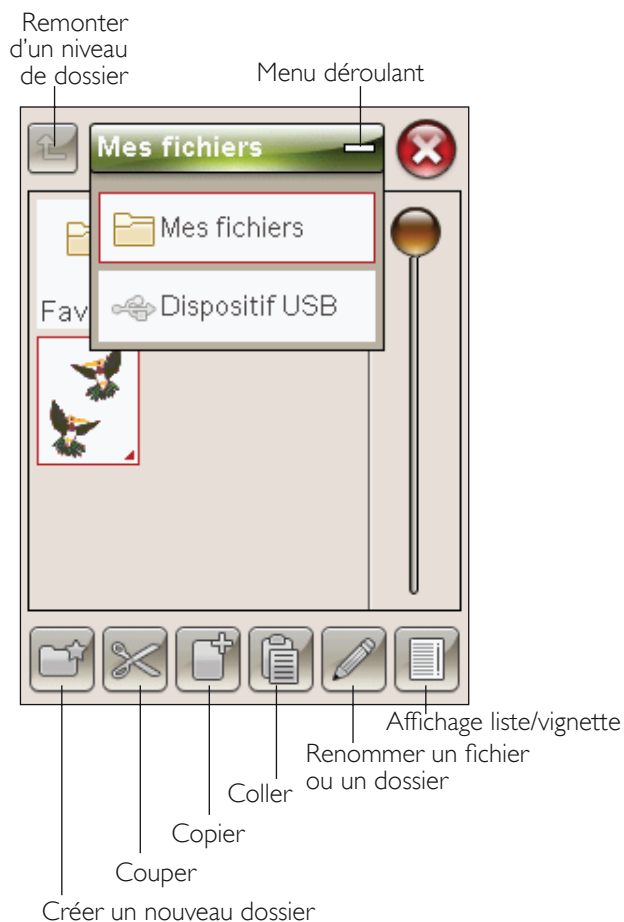 Remonter
d'un niveau
de dossier
Menu déroulant
Mes fichiers
Mes fichiers
Fav
Dispositif USB
Affichage liste/vignette
Renommer un fichier
ou un dossier
Coller
Copier
Couper
Créer un nouveau dossier